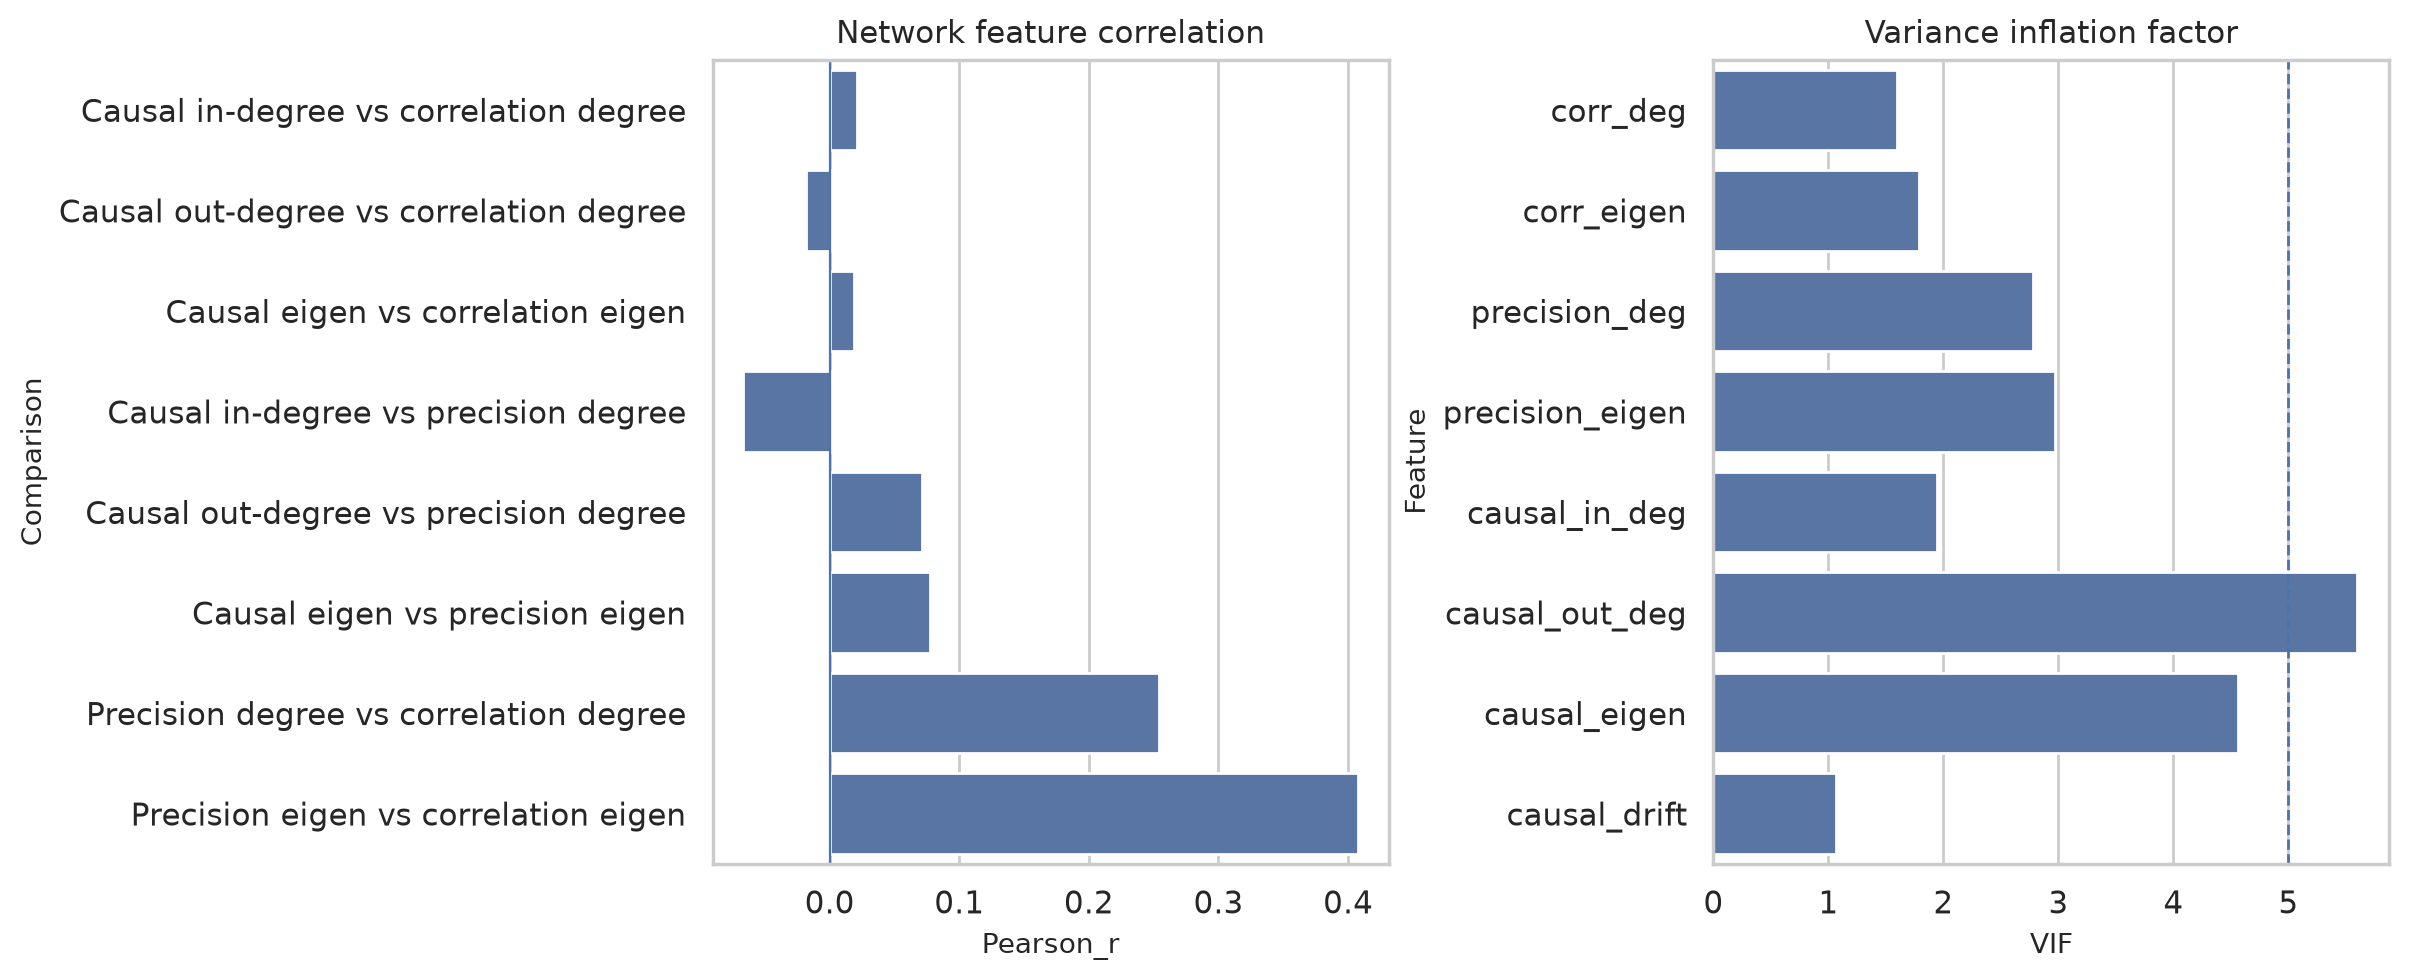 Network feature correlation
Comparison
Causal in-degree vs correlation degree
Causal out-degree vs correlation degree
Causal eigen vs correlation eigen
Causal in-degree vs precision degree
Causal out-degree vs precision degree
Causal eigen vs precision eigen
Precision degree vs correlation degree
Precision eigen vs correlation eigen
0.0 0.1 0.2 0.3 0.4
Pearson_r
Variance inflation factor
Feature
corr_deg
corr_eigen
precision_deg
precision_eigen
causal_in_deg
causal_out_deg
causal_eigen
causal_drift
0 1 2 3 4 5
VIF